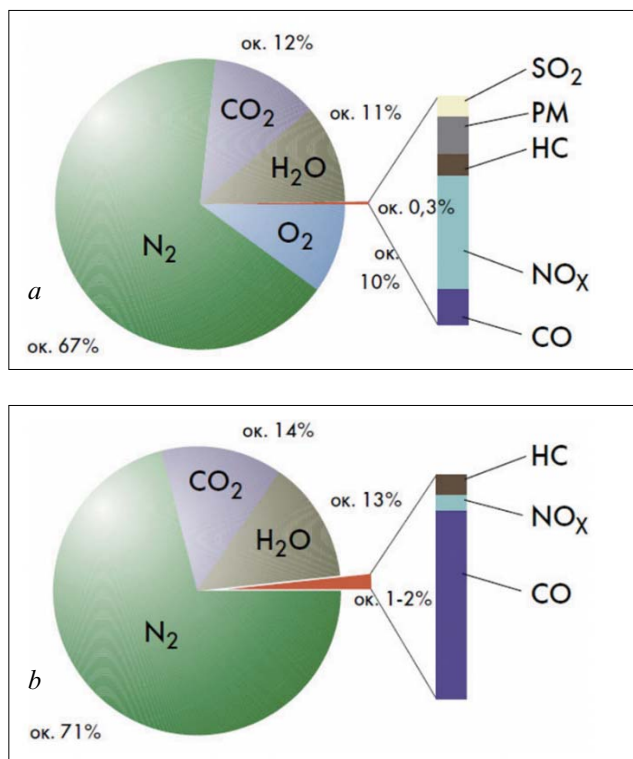 ок. 12%
SO₂
PM
HC
CO₂
ок. 11%
H₂O
ок. 0,3%
O₂
ок.
10%
N₂
NOX
a
CO
ок. 67%
ок. 14%
HC
CO₂
ок. 13%
NOX
H₂O
ок. 1-2%
CO
N₂
b
ок. 71%